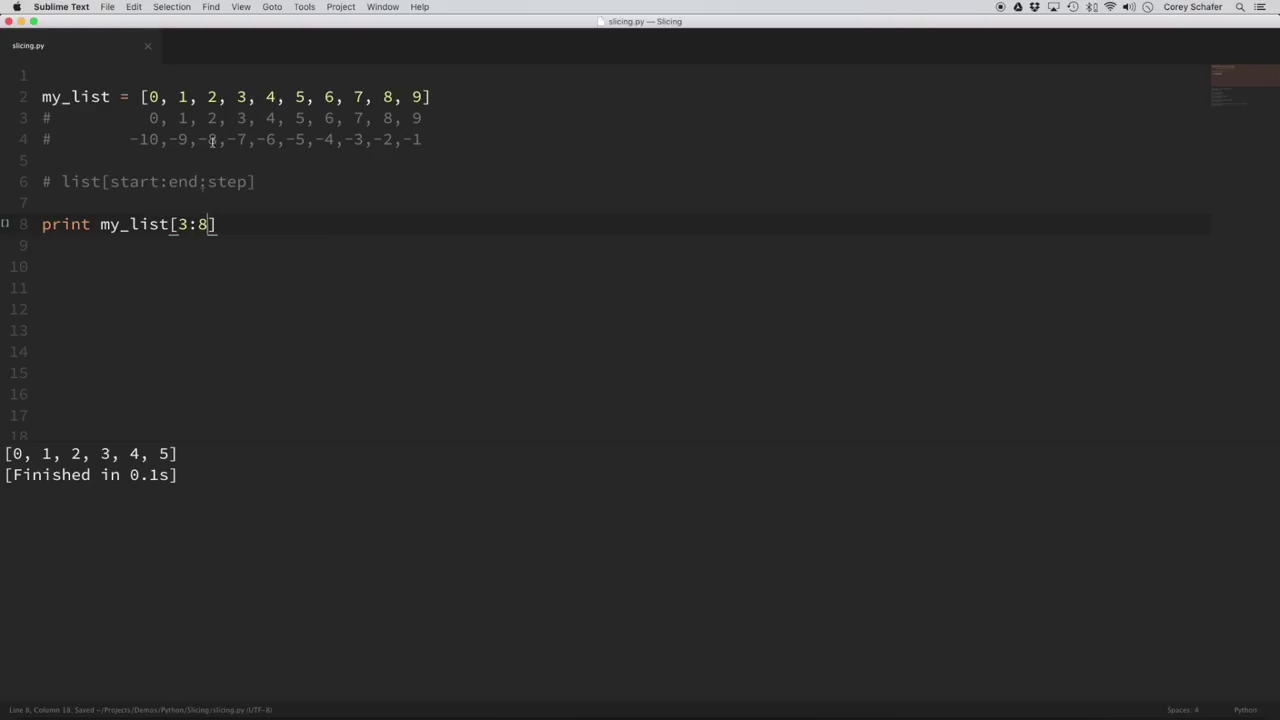 Sublime Text File Edit Selection Find View Goto Tools Project Window Help Corey Schafer
slicing.py — Slicing
slicing.py
1
2 my_list = [0, 1, 2, 3, 4, 5, 6, 7, 8, 9]
3 # 0, 1, 2, 3, 4, 5, 6, 7, 8, 9
4 # -10,-9,-8,-7,-6,-5,-4,-3,-2,-1
5
6 # list[start:end:step]
7
8 print my_list[3:8]
9
10
11
12
13
14
15
16
17
18
[0, 1, 2, 3, 4, 5]
[Finished in 0.1s]
Line 8, Column 18: Saved ~/Projects/Demos/Python/Slicing/slicing.py (UTF-8) Spaces: 4 Python